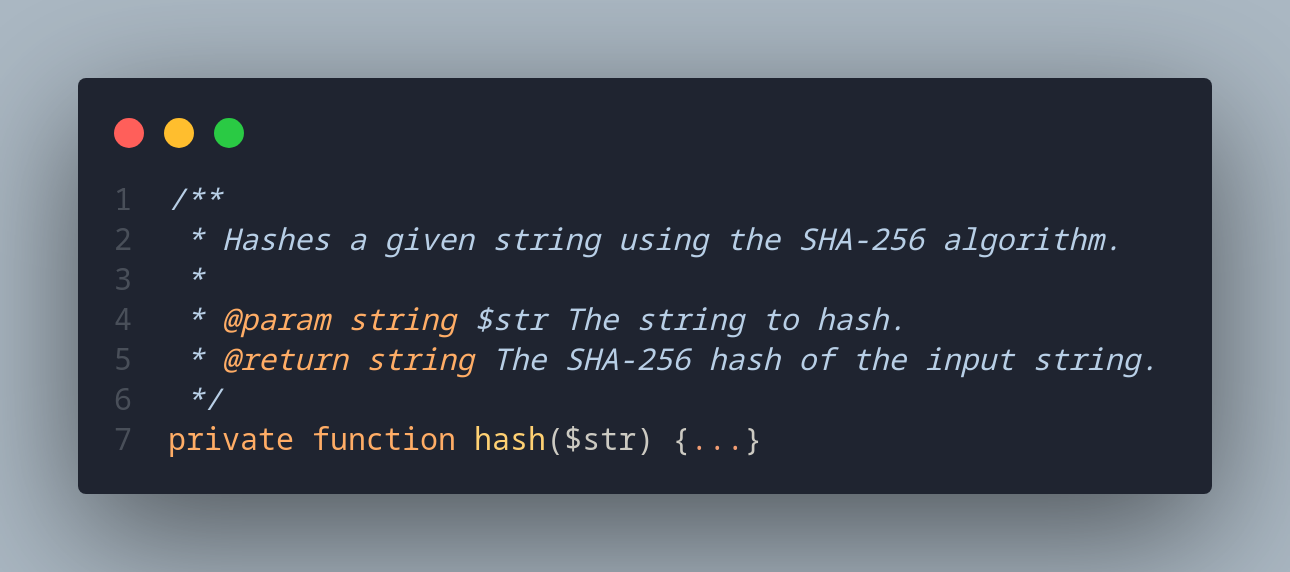 1 /**
2  * Hashes a given string using the SHA-256 algorithm.
3  *
4  * @param string $str The string to hash.
5  * @return string The SHA-256 hash of the input string.
6  */
7 private function hash($str) {...}